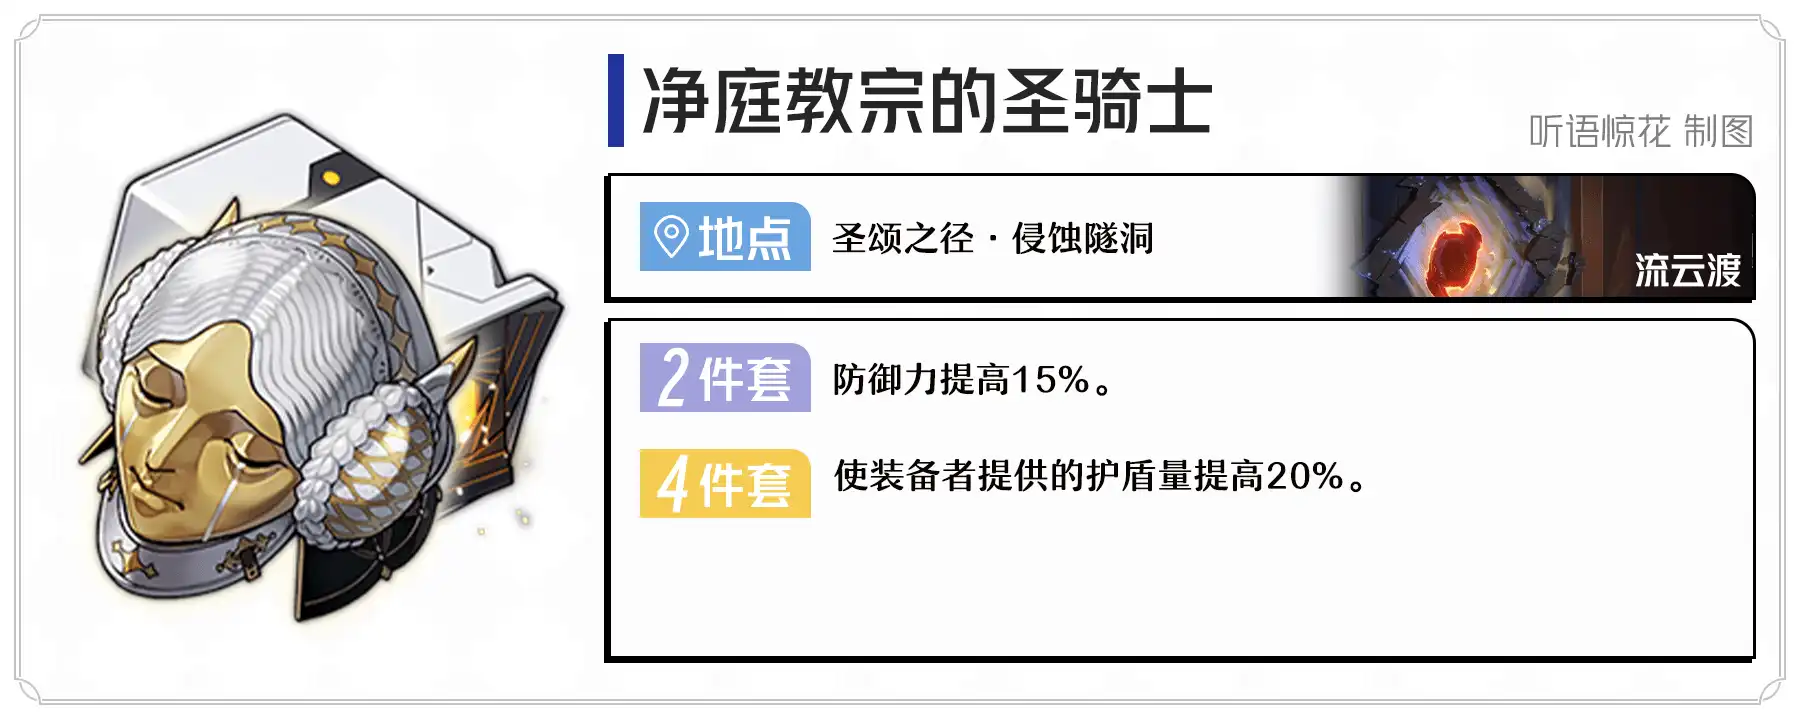 净庭教宗的圣骑士
听语惊花 制图
地点 圣颂之径·侵蚀隧洞
流云渡
2件套 防御力提高15%。
4件套 使装备者提供的护盾量提高20%。